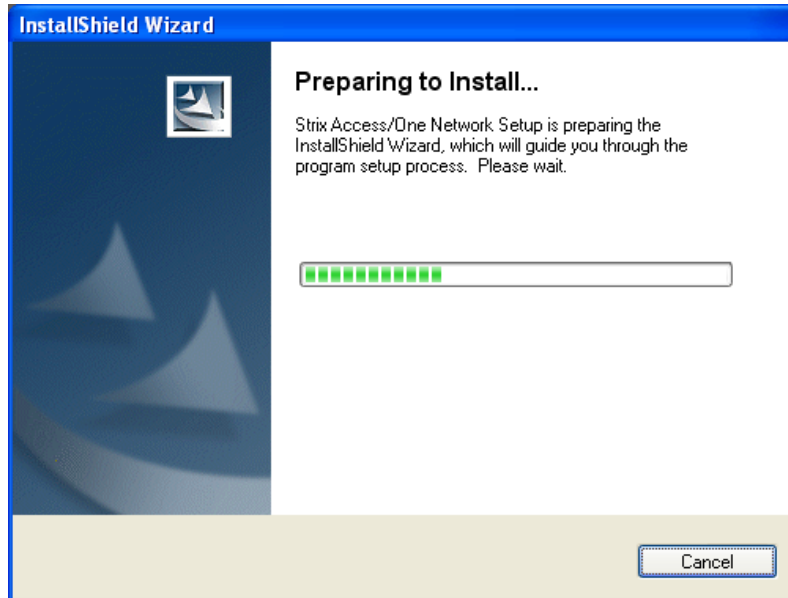 InstallShield Wizard
Preparing to Install...
Strix Access/One Network Setup is preparing the
InstallShield Wizard, which will guide you through the
program setup process.  Please wait.
Cancel